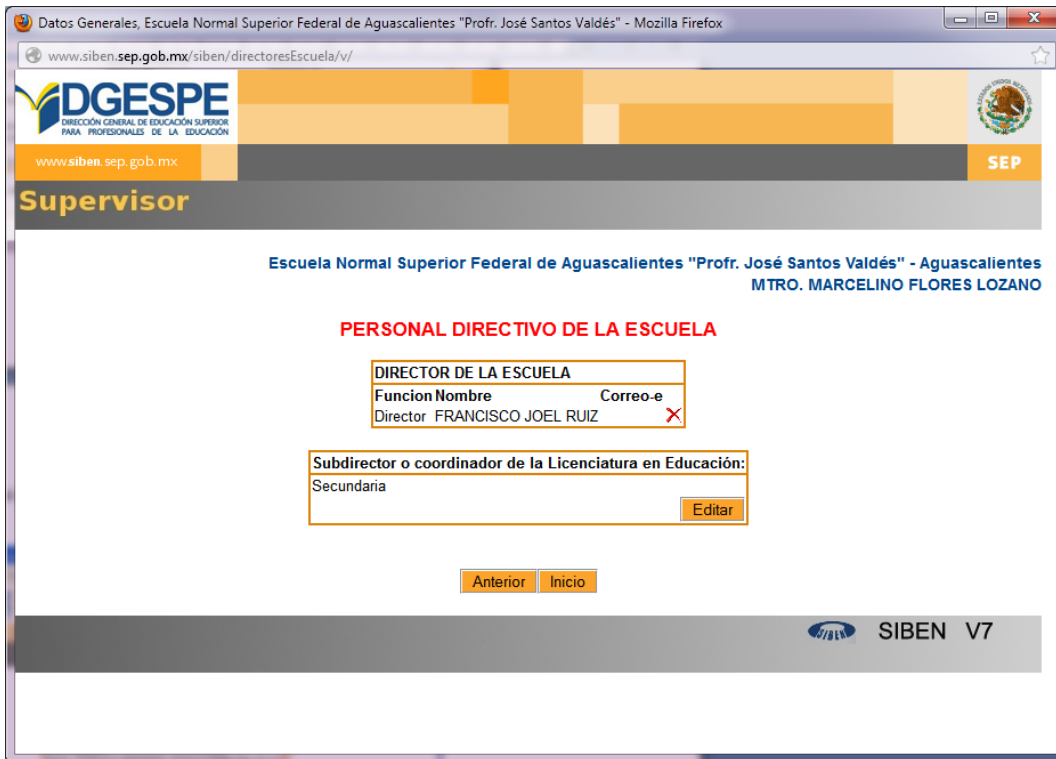 Datos Generales, Escuela Normal Superior Federal de Aguascalientes "Profr. José Santos Valdés" - Mozilla Firefox
www.siben.sep.gob.mx/siben/directoresEscuela/v/
DGESPE
DIRECCIÓN GENERAL DE EDUCACIÓN SUPERIOR
PARA PROFESIONALES DE LA EDUCACIÓN
www.siben.sep.gob.mx
SEP
Supervisor
Escuela Normal Superior Federal de Aguascalientes "Profr. José Santos Valdés" - Aguascalientes
MTRO. MARCELINO FLORES LOZANO
PERSONAL DIRECTIVO DE LA ESCUELA
DIRECTOR DE LA ESCUELA
Funcion Nombre Correo-e
Director FRANCISCO JOEL RUIZ
Subdirector o coordinador de la Licenciatura en Educación:
Secundaria
Editar
Anterior Inicio
SIBEN SIBEN V7